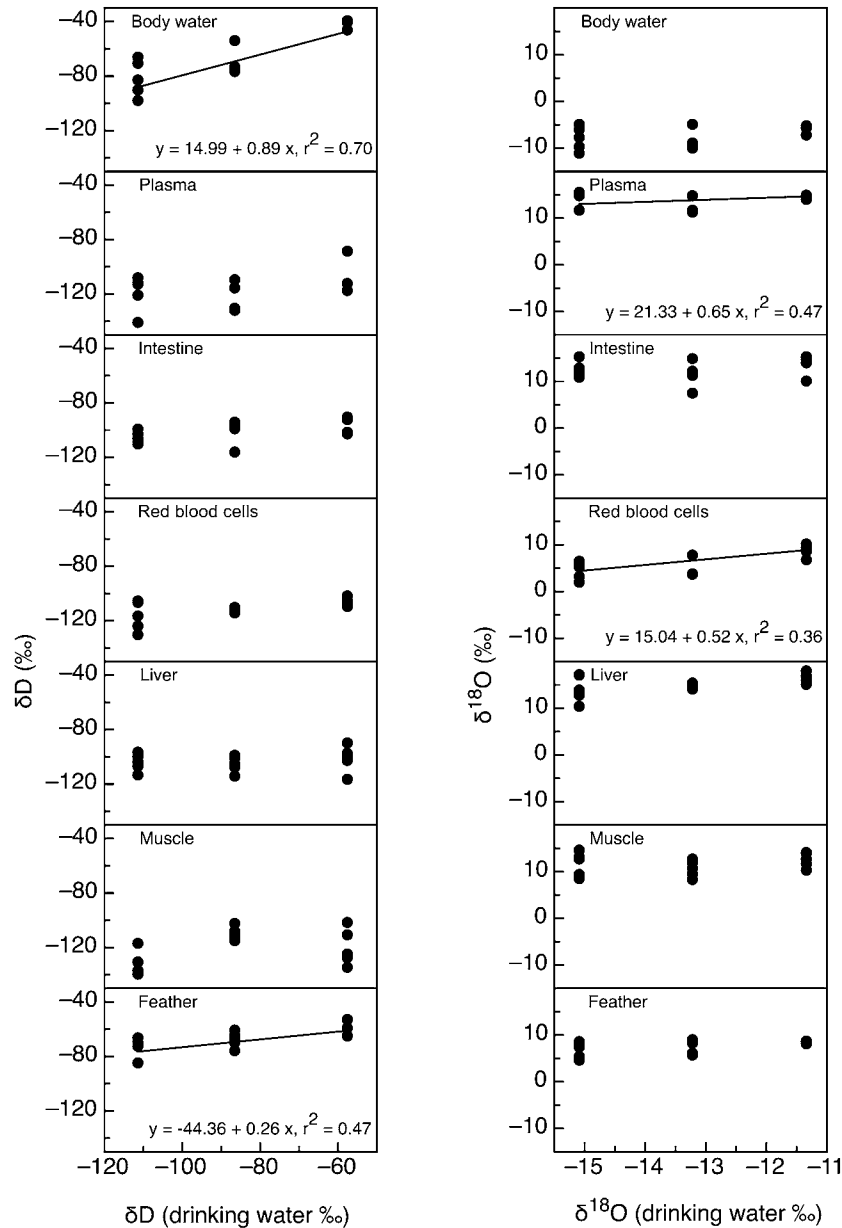 Body water
−40
−80
−120
y = 14.99 + 0.89 x, r² = 0.70
Plasma
−40
−80
−120
Intestine
−40
−80
−120
Red blood cells
−40
−80
−120
Liver
−40
−80
−120
Muscle
−40
−80
−120
Feather
−40
−80
−120
y = -44.36 + 0.26 x, r² = 0.47
−120 −100 −80 −60
δD (‰)
δD (drinking water ‰)
Body water
10
0
−10
Plasma
10
0
−10
y = 21.33 + 0.65 x, r² = 0.47
Intestine
10
0
−10
Red blood cells
10
0
−10
y = 15.04 + 0.52 x, r² = 0.36
Liver
10
0
−10
Muscle
10
0
−10
Feather
10
0
−10
−15 −14 −13 −12 −11
δ¹⁸O (‰)
δ¹⁸O (drinking water ‰)